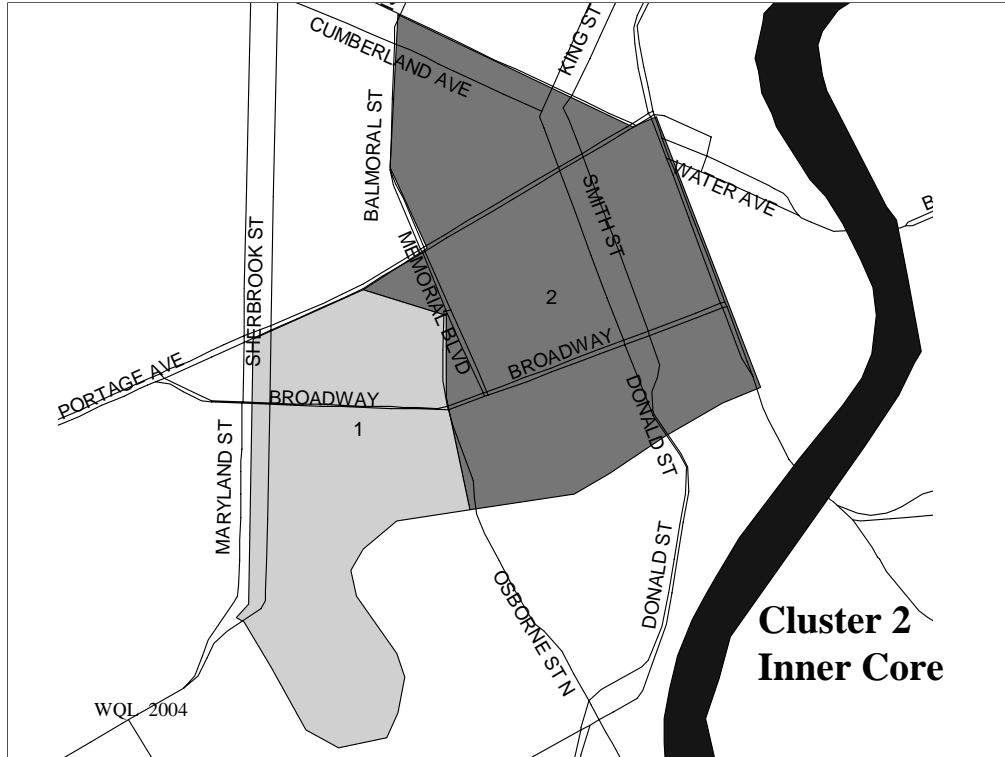 CUMBERLAND AVE
KING ST
BALMORAL ST
WATER AVE
SMITH ST
B
SHERBROOK ST
MEMORIAL BLVD
2
BROADWAY
PORTAGE AVE
BROADWAY
1
DONALD ST
MARYLAND ST
DONALD ST
OSBORNE ST N
Cluster 2
Inner Core
WQL 2004